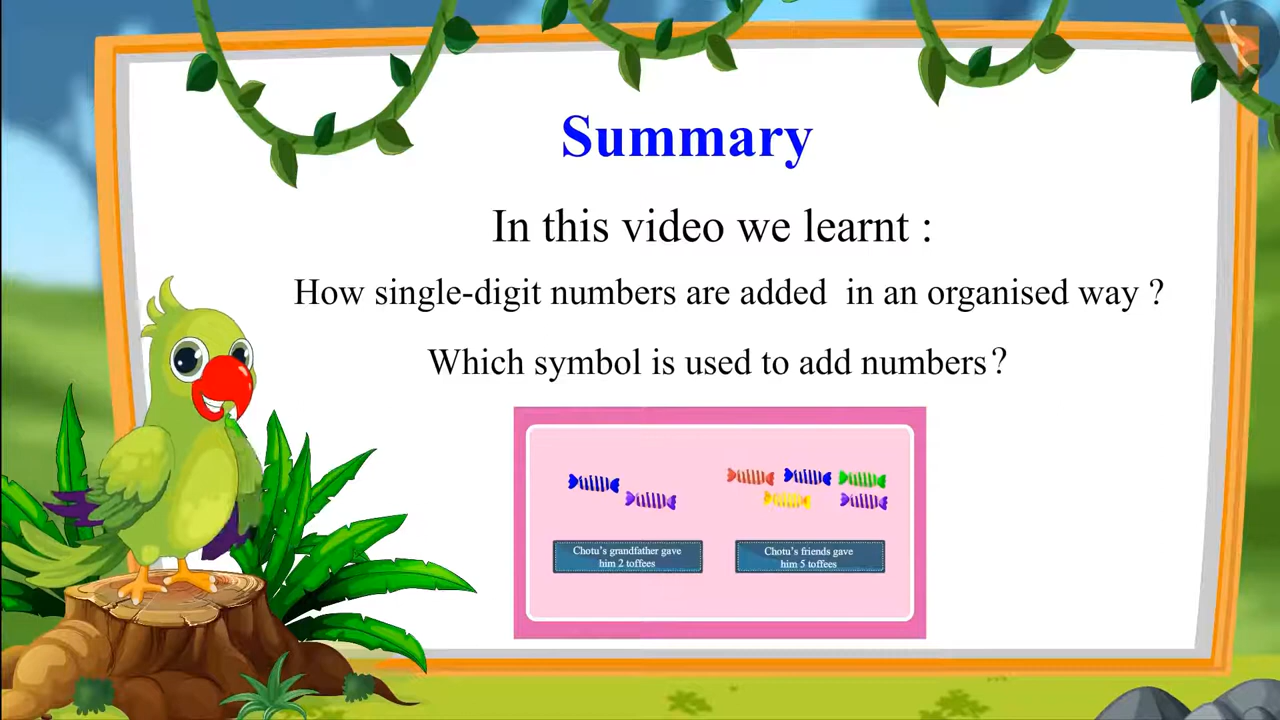 Summary
In this video we learnt :
How single-digit numbers are added in an organised way ?
Which symbol is used to add numbers?
Chotu's grandfather gave
him 2 toffees
Chotu's friends gave
him 5 toffees